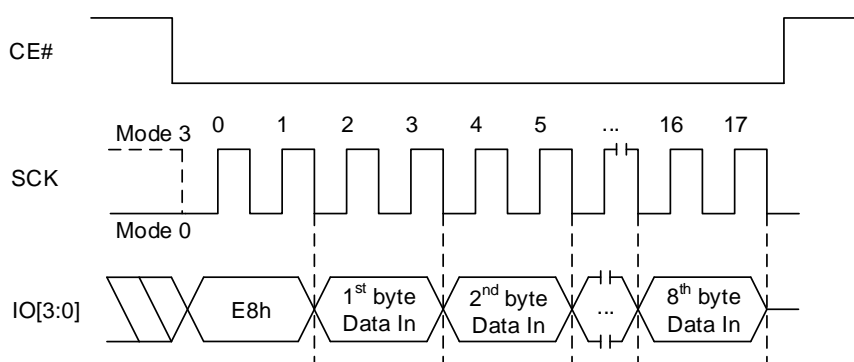 CE#
Mode 3
0 1 2 3 4 5 ... 16 17
SCK
Mode 0
IO[3:0]
E8h
1st byte
Data In
2nd byte
Data In
...
8th byte
Data In